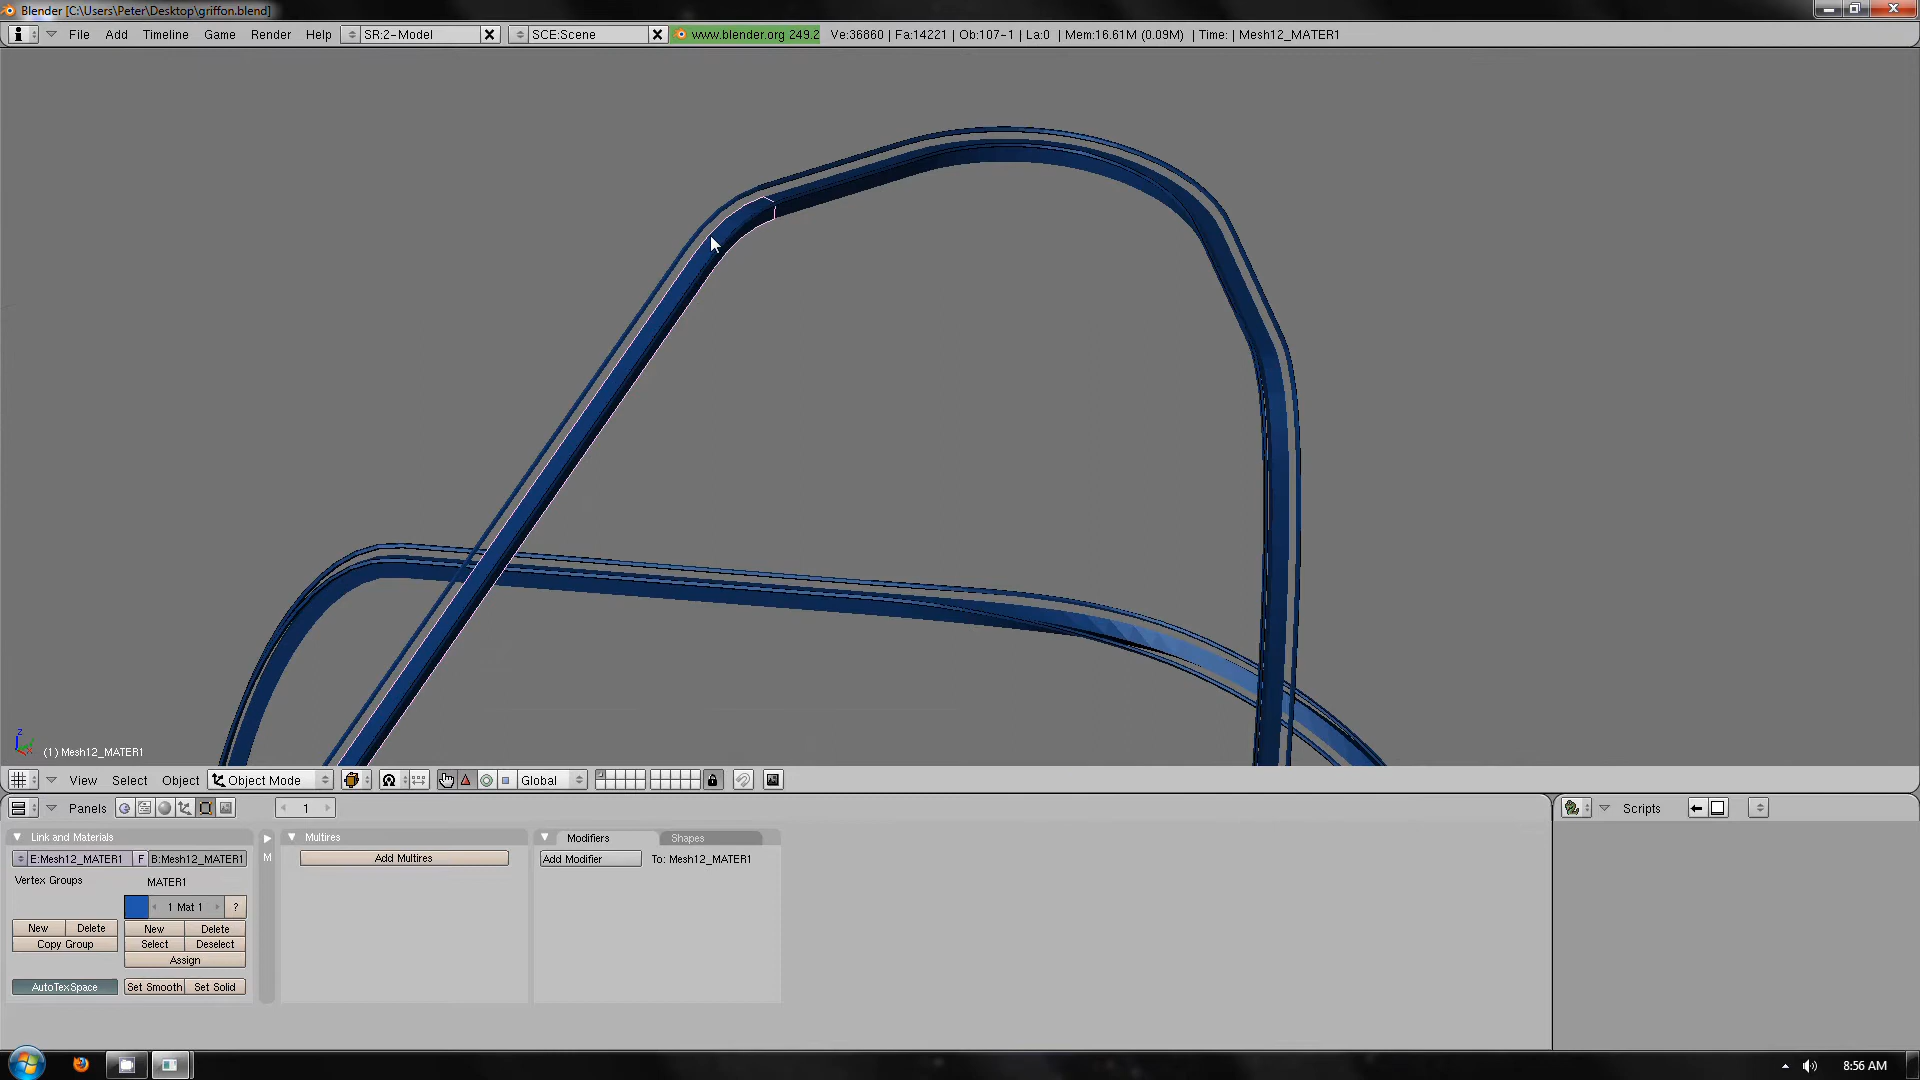 Blender [C:\Users\Peter\Desktop\griffon.blend]
File Add Timeline Game Render Help SR:2-Model SCE:Scene www.blender.org 249.2 Ve:36860 | Fa:14221 | Ob:107-1 | La:0 | Mem:16.61M (0.09M) | Time: | Mesh12_MATER1
z
(1) Mesh12_MATER1
View Select Object Object Mode Global
Panels 1 Scripts
Link and Materials Multires Modifiers Shapes
E:Mesh12_MATER1 F B:Mesh12_MATER1 M Add Multires Add Modifier To: Mesh12_MATER1
Vertex Groups MATER1
1 Mat 1 ?
New Delete New Delete
Copy Group Select Deselect
Assign
AutoTexSpace Set Smooth Set Solid
8:56 AM